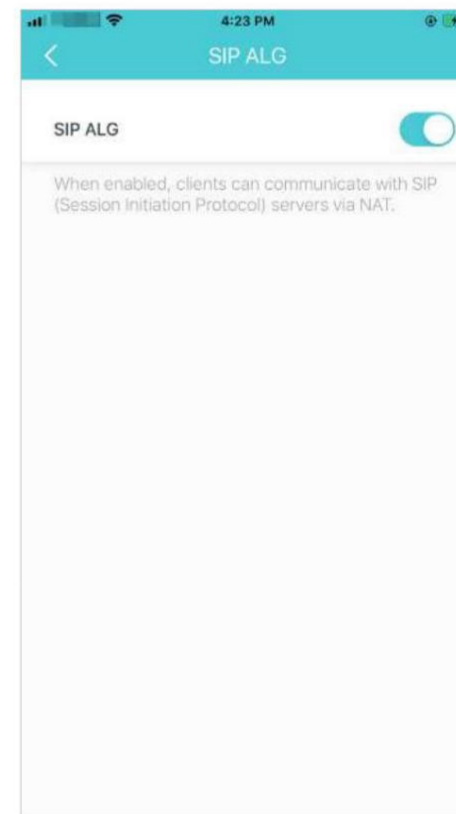 4:23 PM
SIP ALG
SIP ALG
When enabled, clients can communicate with SIP
(Session Initiation Protocol) servers via NAT.